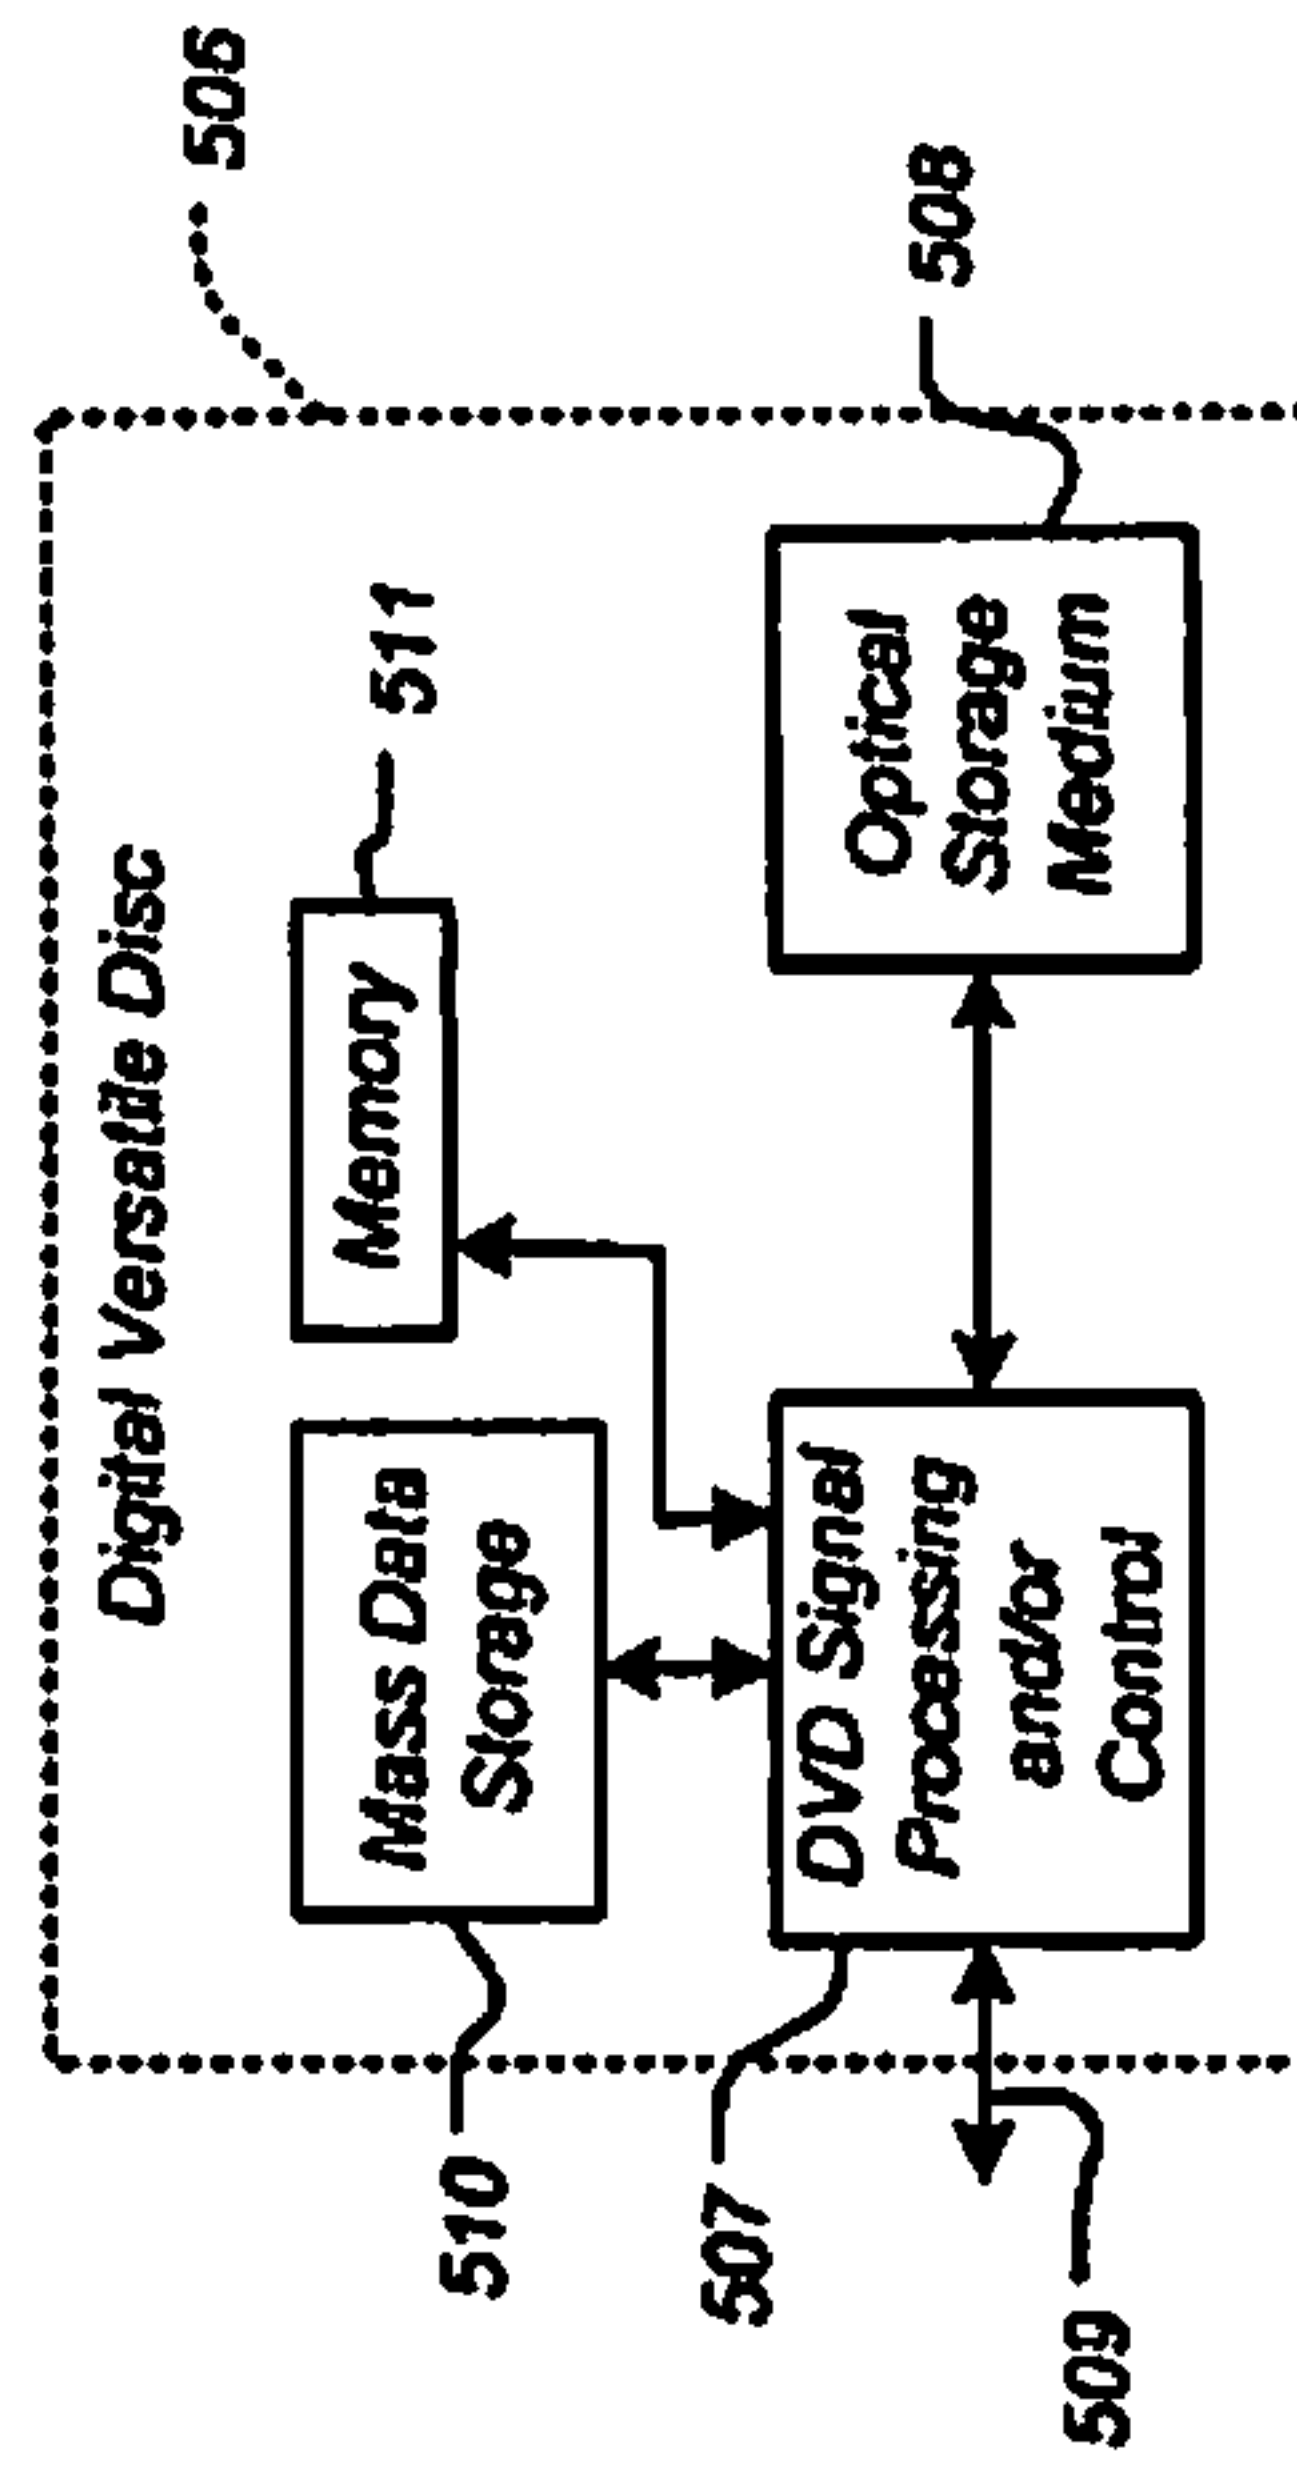 506
Digital Versatile Disc
511
510
Mass Data
Storage
Memory
508
507
DVD Signal
Processing
and/or
Control
Optical
Storage
Medium
509